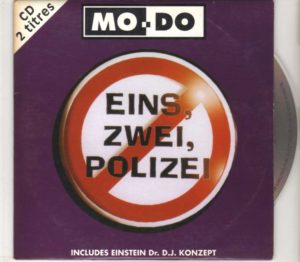 CD
2 titres
MO-DO
EINS,
ZWEI,
POLIZEI
INCLUDES EINSTEIN Dr. D.J. KONZEPT